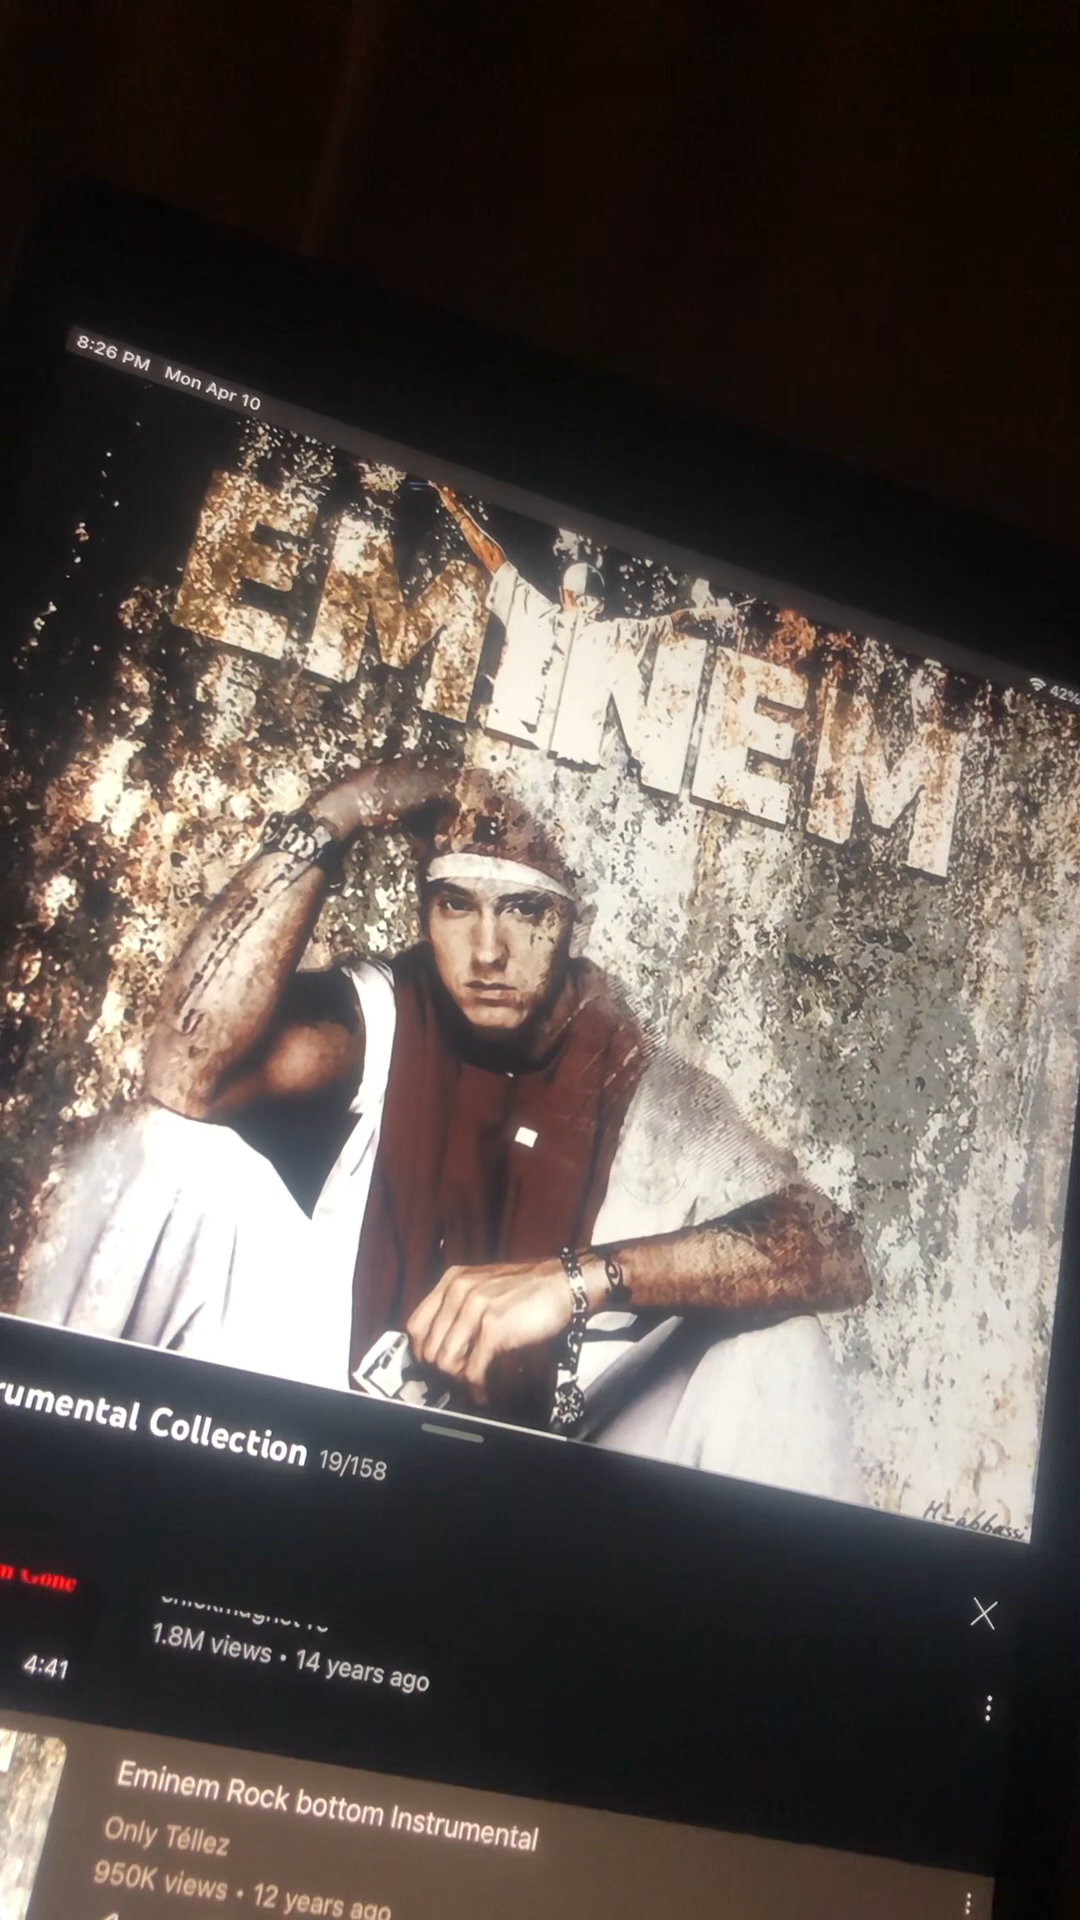 8:26 PM Mon Apr 10
42%
EMINEM
Collection 19/158
4:41
1.8M views • 14 years ago
Eminem Rock bottom Instrumental
Only Téllez
950K views • 12 years ago